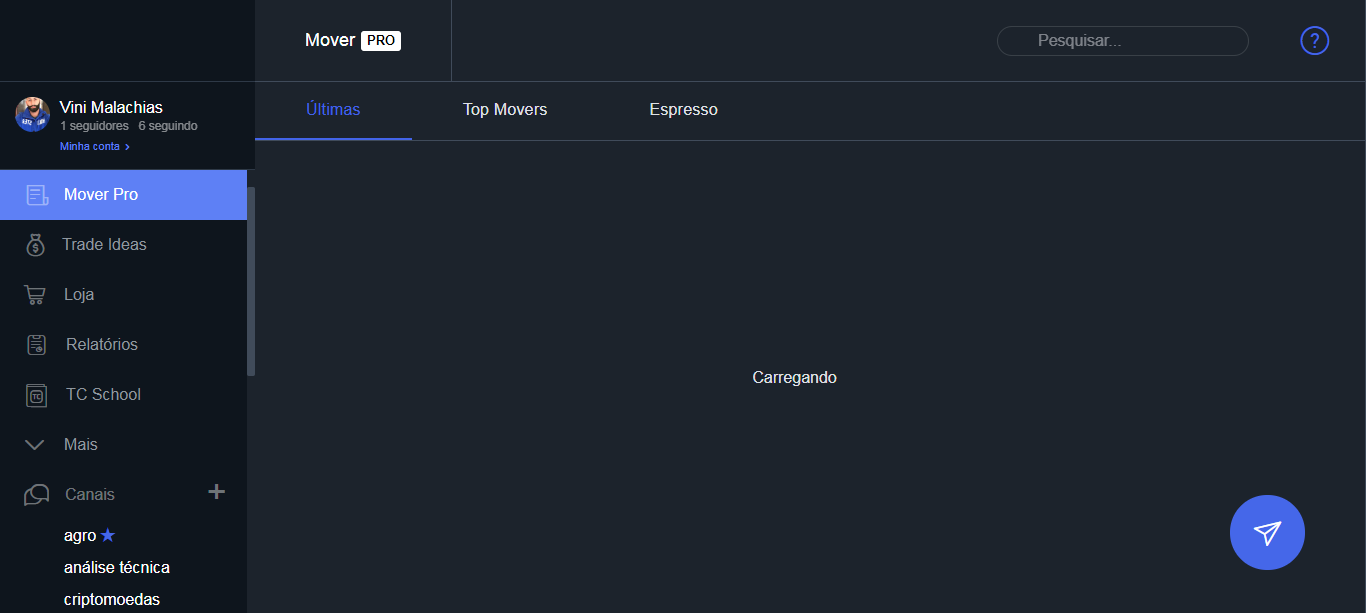 Mover PRO
Pesquisar...
?
Vini Malachias
1 seguidores 6 seguindo
Minha conta >
Últimas
Top Movers
Espresso
Mover Pro
Trade Ideas
Loja
Relatórios
TC
TC School
Mais
Canais +
agro ★
análise técnica
criptomoedas
Carregando